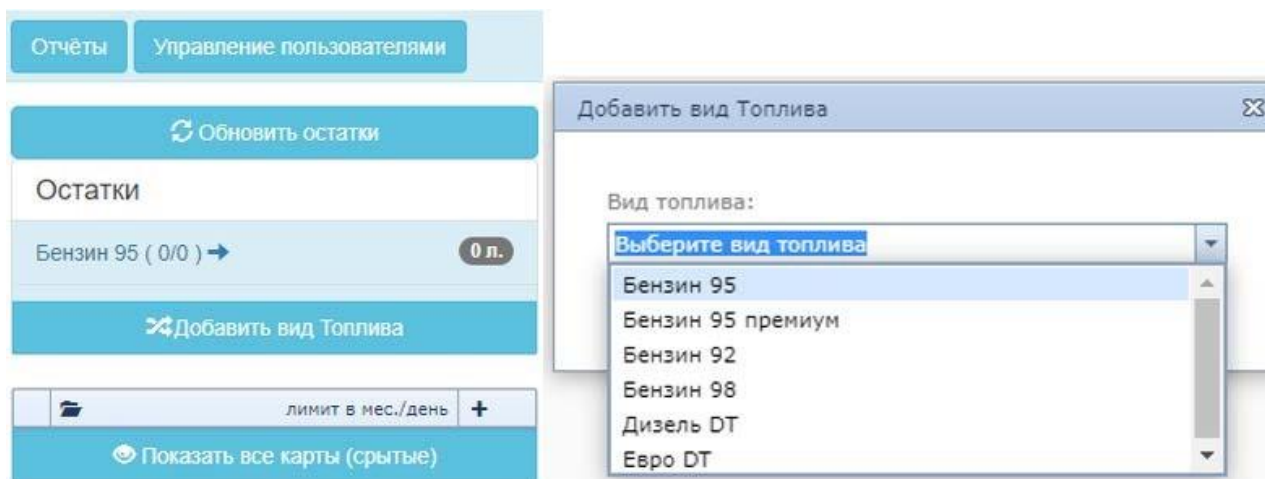 Отчёты
Управление пользователями
Обновить остатки
Остатки
Бензин 95 ( 0/0 )
0 л.
Добавить вид Топлива
лимит в мес./день
Показать все карты (срытые)
Добавить вид Топлива
Вид топлива:
Выберите вид топлива
Бензин 95
Бензин 95 премиум
Бензин 92
Бензин 98
Дизель DT
Евро DT